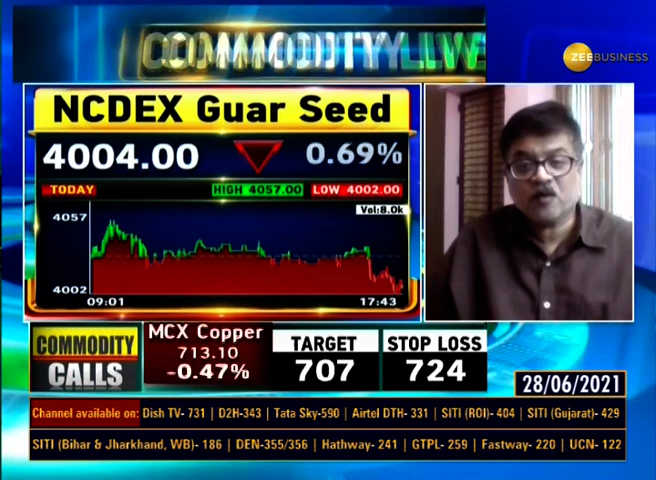 COMMODITY LIV
ZEEBUSINESS
NCDEX Guar Seed
4004.00 0.69%
TODAY HIGH 4057.00 LOW 4002.00
Vol:8.0k
4057
4002
09:01 17:43
COMMODITY CALLS
MCX Copper
713.10
-0.47%
TARGET
707
STOP LOSS
724
28/06/2021
Channel available on: Dish TV- 731 | D2H-343 | Tata Sky-590 | Airtel DTH- 331 | SITI (ROI)- 404 | SITI (Gujarat)- 429
SITI (Bihar & Jharkhand, WB)- 186 | DEN-355/356 | Hathway- 241 | GTPL- 259 | Fastway- 220 | UCN- 122